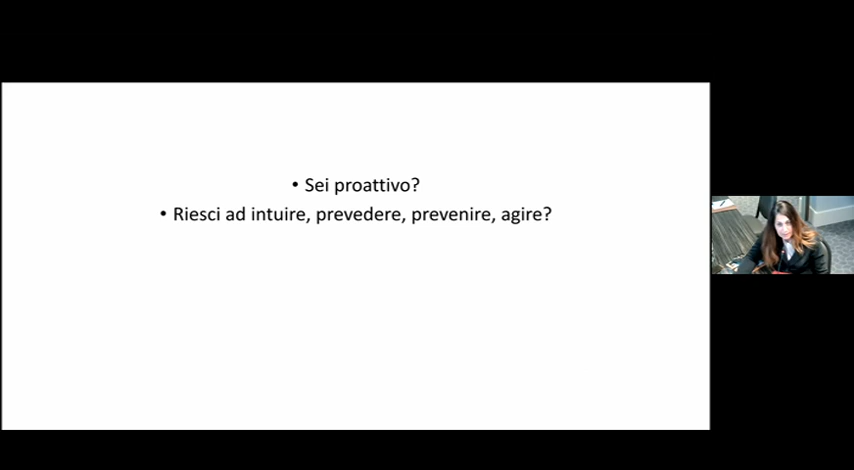 • Sei proattivo?
• Riesci ad intuire, prevedere, prevenire, agire?